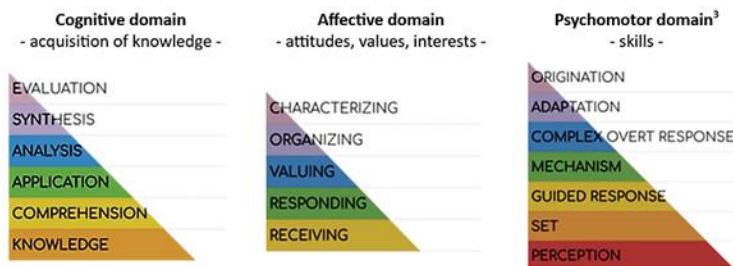 Cognitive domain
- acquisition of knowledge -
EVALUATION
SYNTHESIS
ANALYSIS
APPLICATION
COMPREHENSION
KNOWLEDGE
Affective domain
- attitudes, values, interests -
CHARACTERIZING
ORGANIZING
VALUING
RESPONDING
RECEIVING
Psychomotor domain³
- skills -
ORIGINATION
ADAPTATION
COMPLEX OVERT RESPONSE
MECHANISM
GUIDED RESPONSE
SET
PERCEPTION